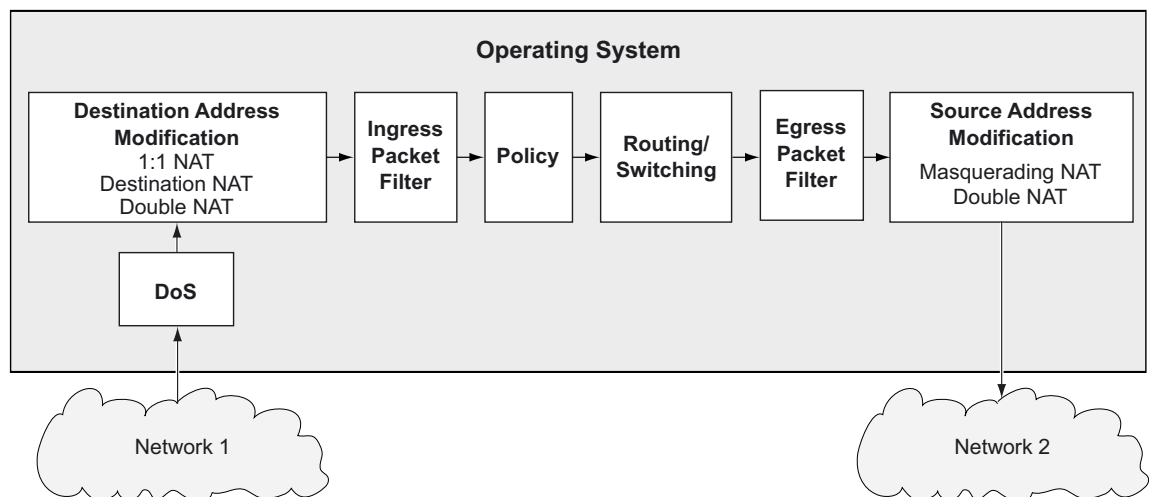 Operating System
Destination Address
Modification
1:1 NAT
Destination NAT
Double NAT
Ingress
Packet
Filter
Policy
Routing/
Switching
Egress
Packet
Filter
Source Address
Modification
Masquerading NAT
Double NAT
DoS
Network 1
Network 2